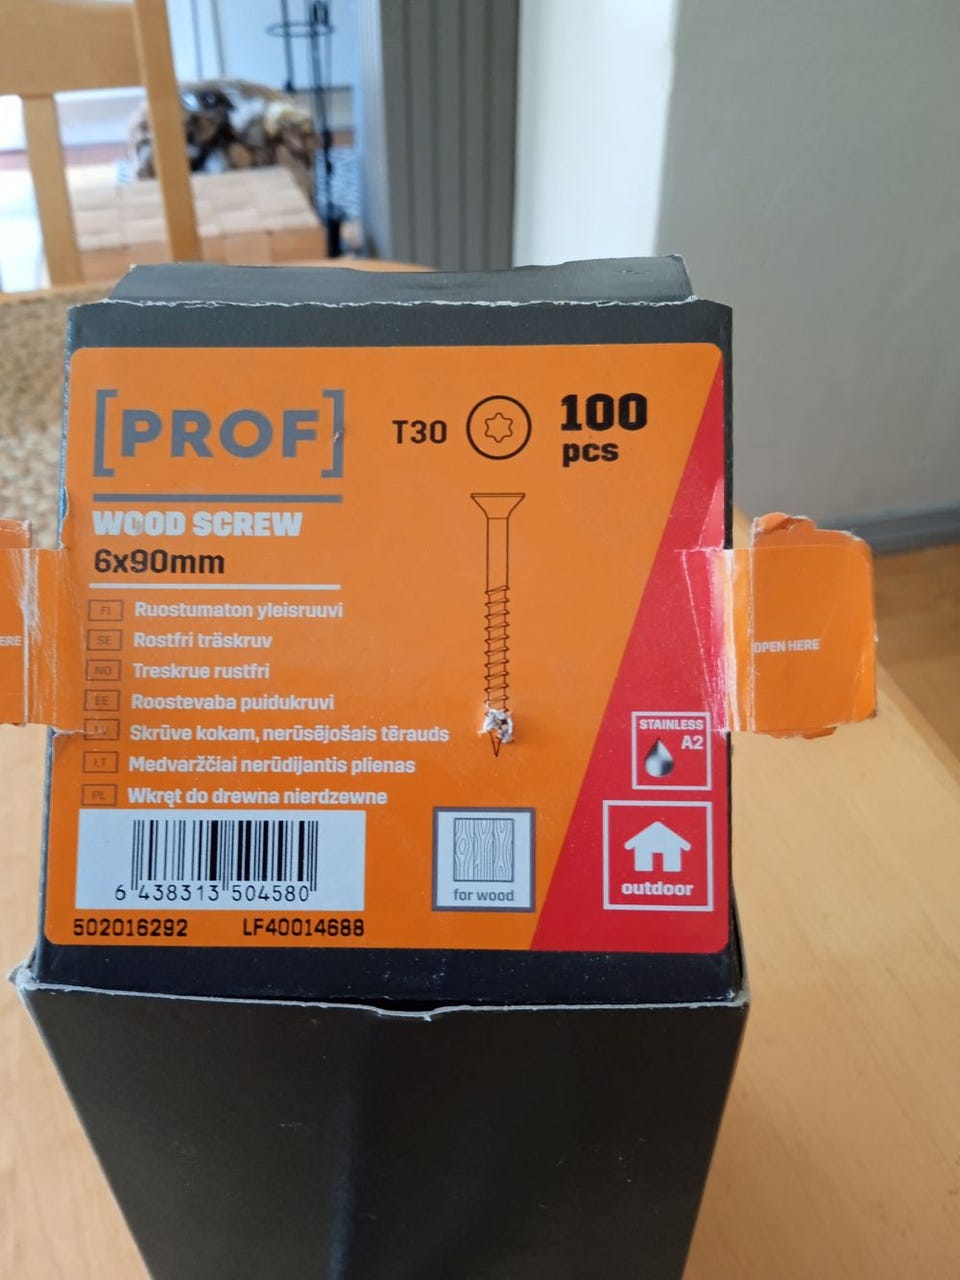 [PROF]
T30
100
pcs
WOOD SCREW
6x90mm
FI Ruostumaton yleisruuvi
SE Rostfri träskruv
NO Treskrue rustfri
EE Roostevaba puidukruvi
LV Skrūve kokam, nerūsējošais tērauds
LT Medvaržčiai nerūdijantis plienas
PL Wkręt do drewna nierdzewne
ERE
OPEN HERE
STAINLESS
A2
for wood
outdoor
6 438313 504580
502016292 LF40014688